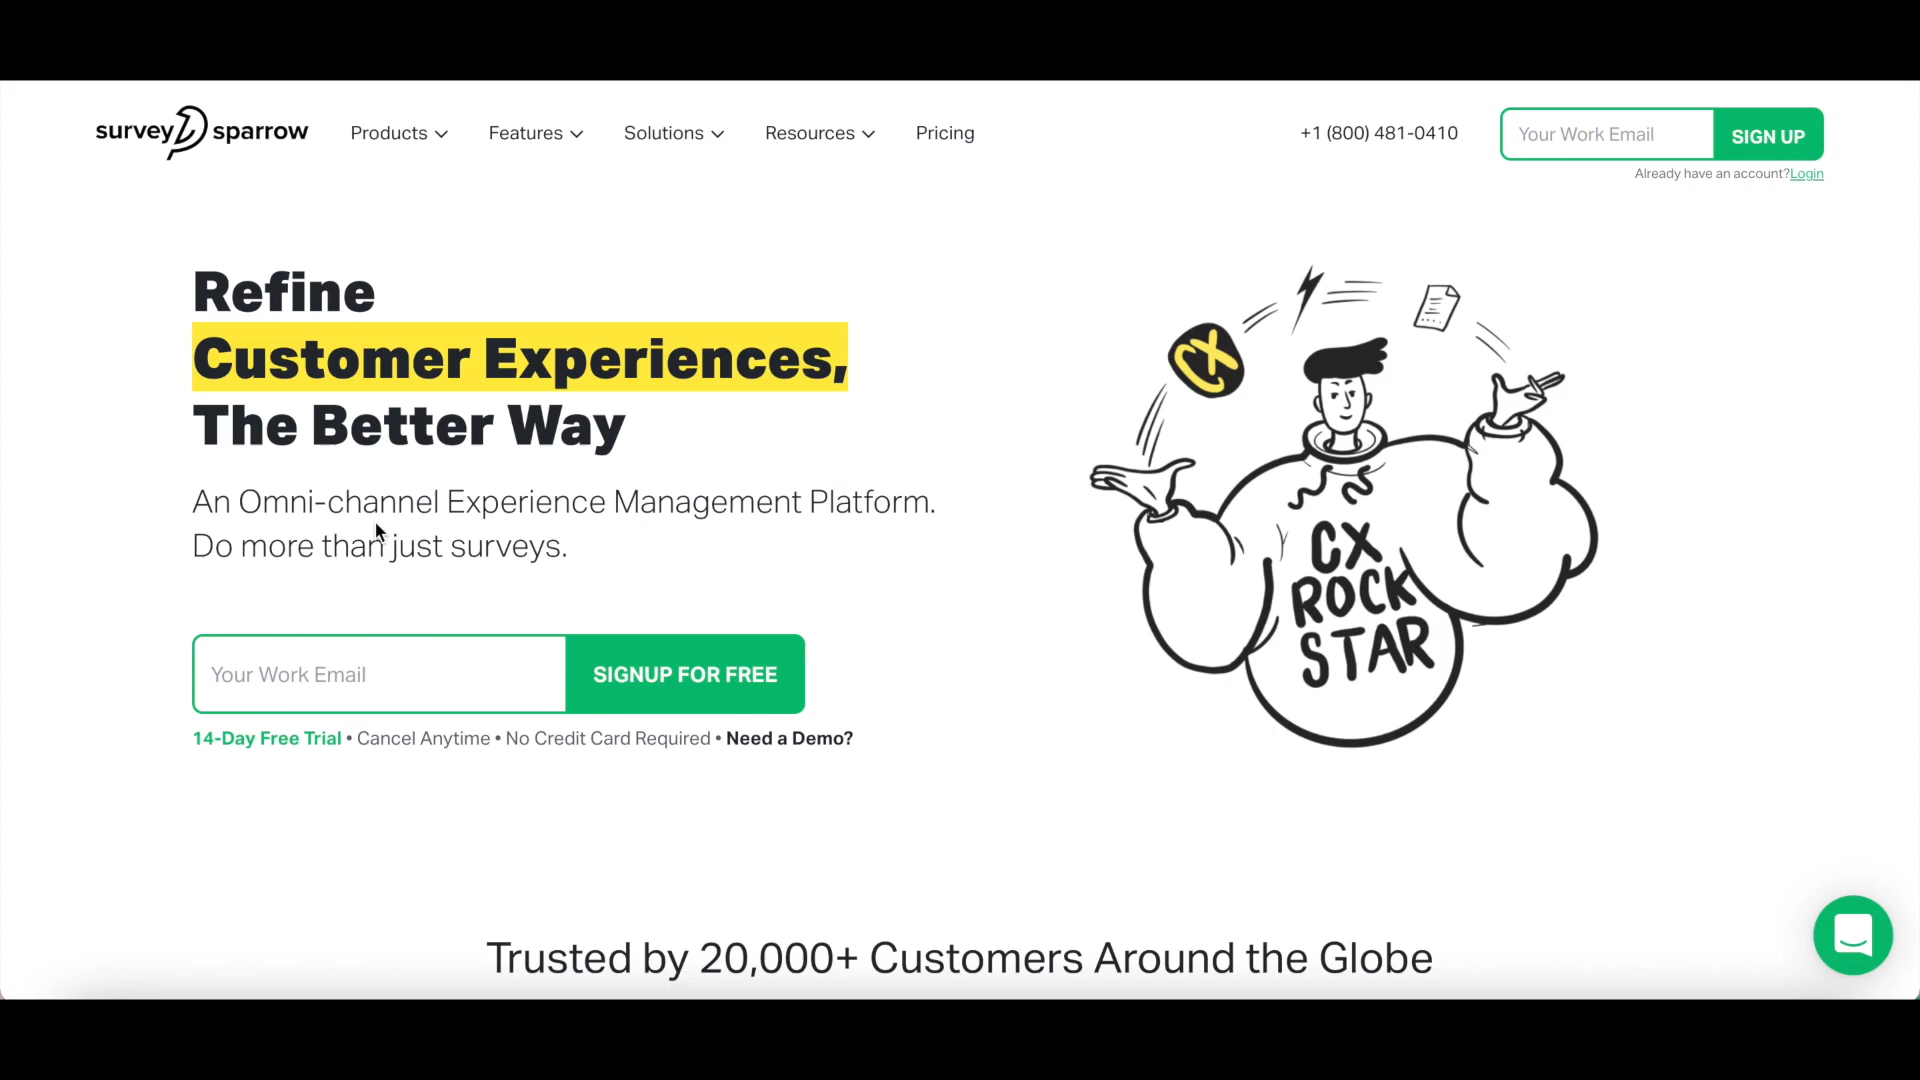 survey sparrow
Products
Features
Solutions
Resources
Pricing
+1 (800) 481-0410
Your Work Email
SIGN UP
Already have an account?Login
Refine
Customer Experiences,
The Better Way
An Omni-channel Experience Management Platform.
Do more than just surveys.
Your Work Email
SIGNUP FOR FREE
14-Day Free Trial • Cancel Anytime • No Credit Card Required • Need a Demo?
CX
CX
ROCK
STAR
Trusted by 20,000+ Customers Around the Globe